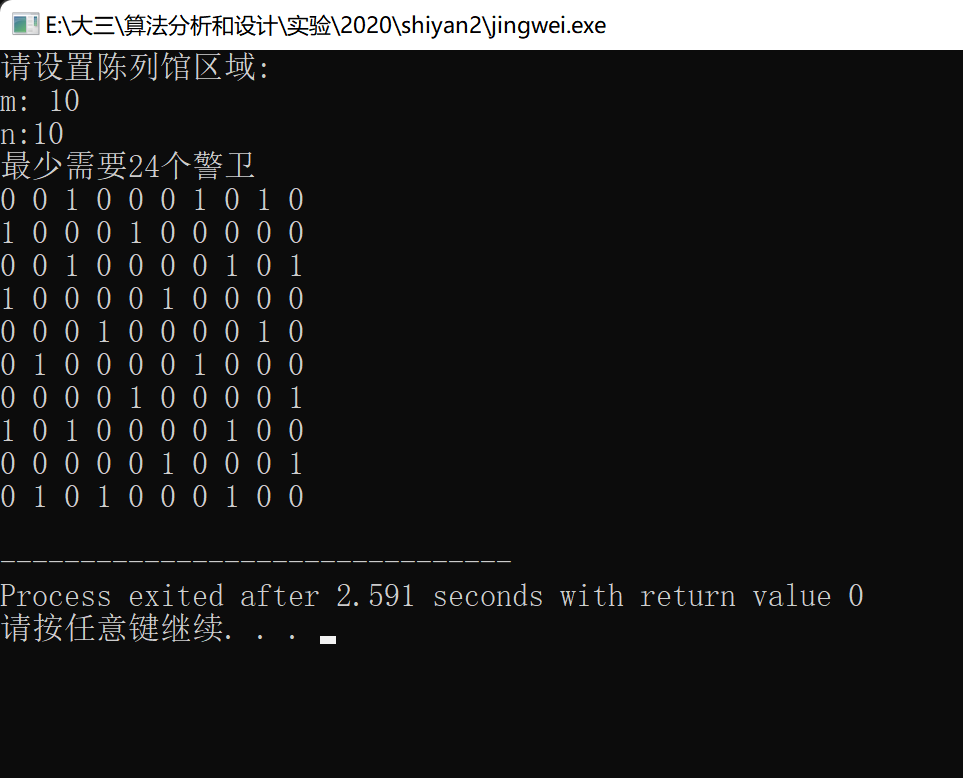 E:\大三\算法分析和设计\实验\2020\shiyan2\jingwei.exe
请设置陈列馆区域:
m: 10
n:10
最少需要24个警卫
0 0 1 0 0 0 1 0 1 0
1 0 0 0 1 0 0 0 0 0
0 0 1 0 0 0 0 1 0 1
1 0 0 0 0 1 0 0 0 0
0 0 0 1 0 0 0 0 1 0
0 1 0 0 0 0 1 0 0 0
0 0 0 0 1 0 0 0 0 1
1 0 1 0 0 0 0 1 0 0
0 0 0 0 0 1 0 0 0 1
0 1 0 1 0 0 0 1 0 0
--------------------------------
Process exited after 2.591 seconds with return value 0
请按任意键继续. . .